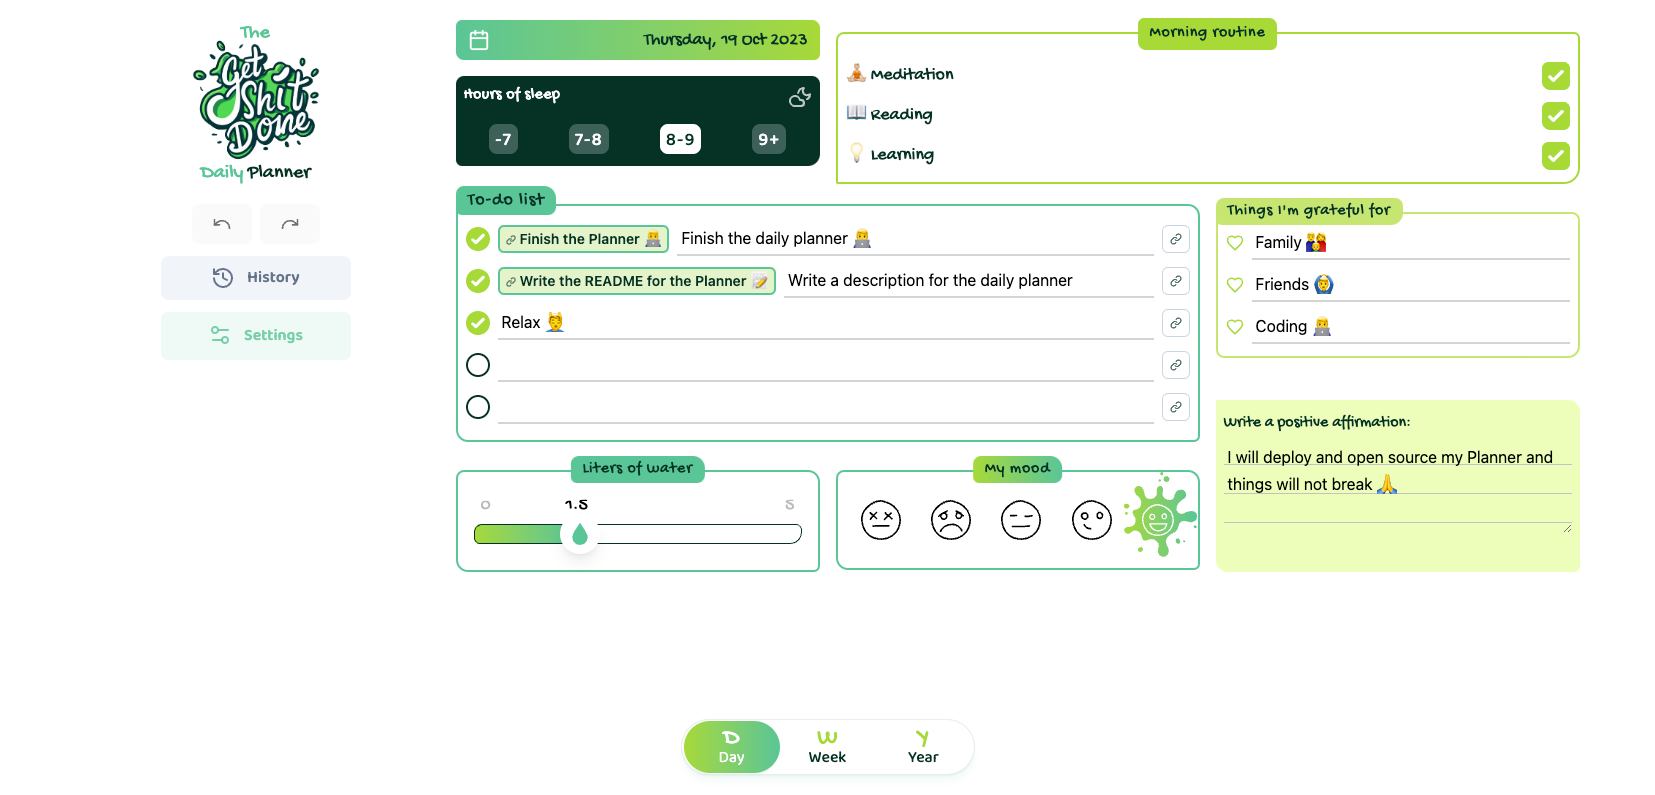 The
Get
Shit
Done
Daily Planner
History
Settings
Thursday, 19 Oct 2023
Hours of sleep
-7 7-8 8-9 9+
Morning routine
🧘🏼 Meditation
📖 Reading
💡 Learning
To-do list
Finish the Planner 👨🏼‍💻 Finish the daily planner 👨🏼‍💻
Write the README for the Planner 📝 Write a description for the daily planner
Relax 💆‍♂️
Things I'm grateful for
Family 👨‍👩‍👦
Friends 🙆‍♂️
Coding 👨🏼‍💻
Liters of water
0 1.5 5
My mood
Write a positive affirmation:
I will deploy and open source my Planner and
things will not break 🙏
D W Y
Day Week Year